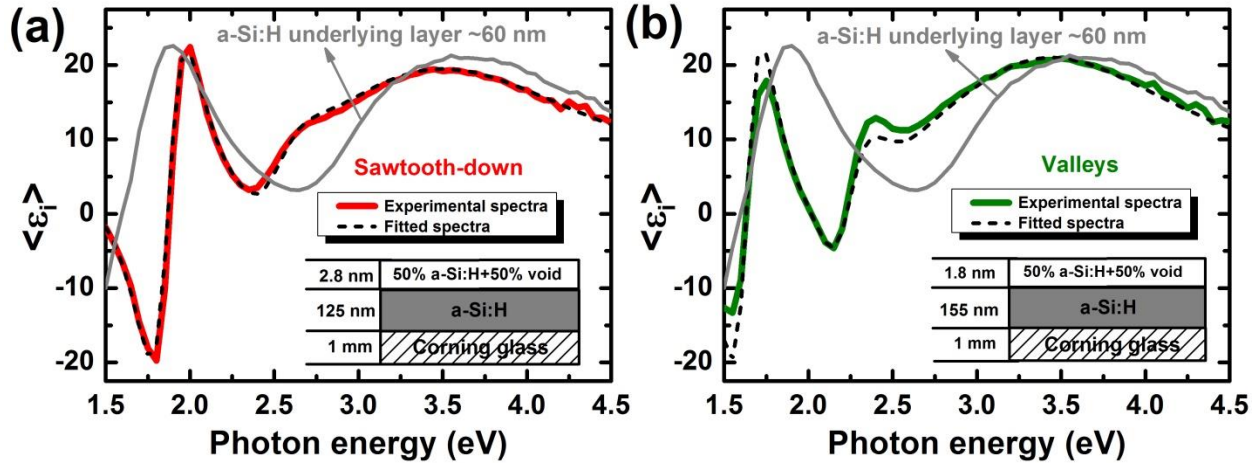 (a)
a-Si:H underlying layer ~60 nm
<εi>
20
10
0
-10
-20
Sawtooth-down
Experimental spectra
Fitted spectra
2.8 nm 50% a-Si:H+50% void
125 nm a-Si:H
1 mm Corning glass
1.5 2.0 2.5 3.0 3.5 4.0 4.5
Photon energy (eV)
(b)
a-Si:H underlying layer ~60 nm
<εi>
20
10
0
-10
-20
Valleys
Experimental spectra
Fitted spectra
1.8 nm 50% a-Si:H+50% void
155 nm a-Si:H
1 mm Corning glass
1.5 2.0 2.5 3.0 3.5 4.0 4.5
Photon energy (eV)